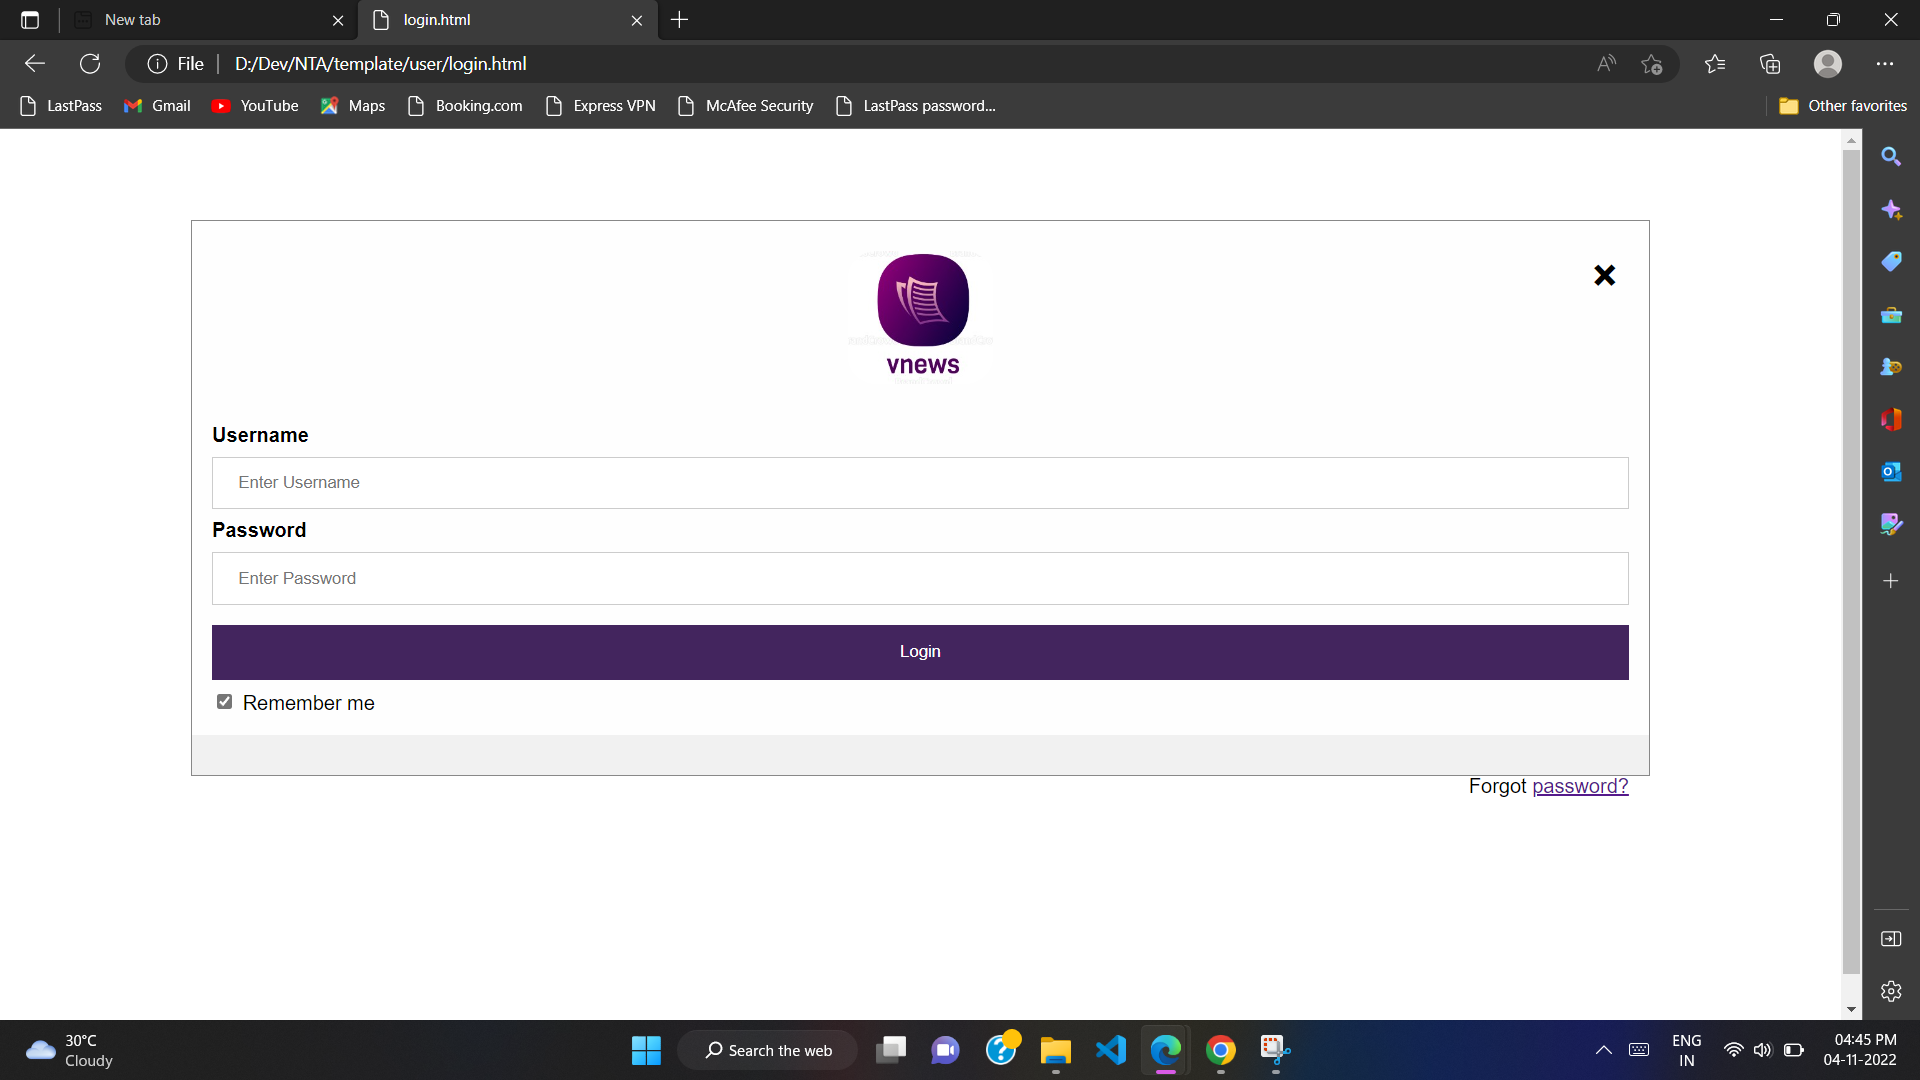 New tab
login.html
File
D:/Dev/NTA/template/user/login.html
LastPass
Gmail
YouTube
Maps
Booking.com
Express VPN
McAfee Security
LastPass password...
Other favorites
vnews
Username
Enter Username
Password
Enter Password
Login
Remember me
Forgot password?
30°C
Cloudy
Search the web
ENG
IN
04:45 PM
04-11-2022